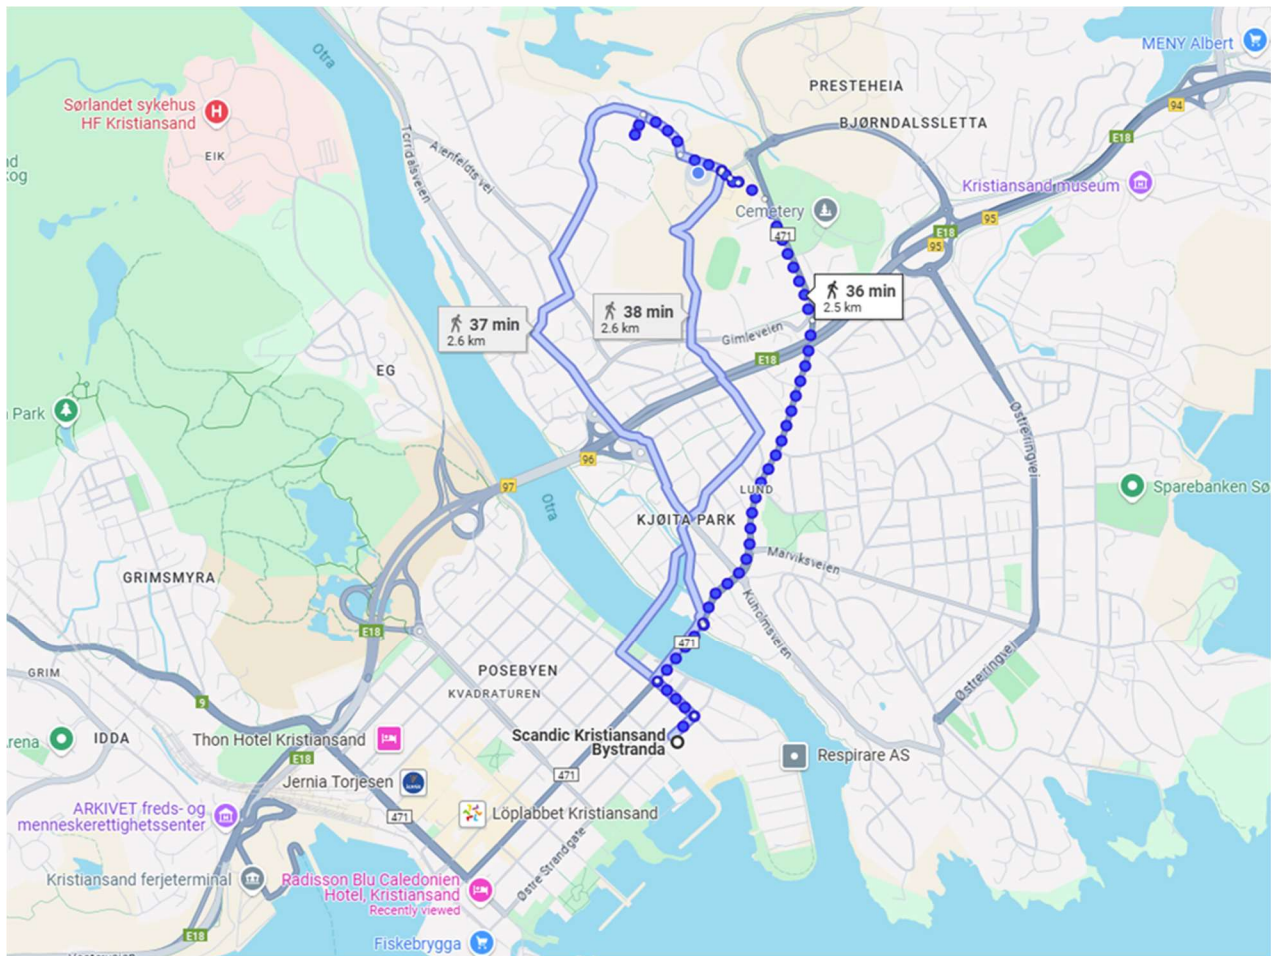 Otra
MENY Albert
PRESTEHEIA
Sørlandet sykehus
HF Kristiansand
H
94
BJØRNDALSSLETTA
E18
EIK
Torridalsveien
Kristiansand museum
Cemetery
95
E18
95
471
36 min
2.5 km
38 min
2.6 km
37 min
2.6 km
Gimleveien
E18
EG
Park
Østre ringvei
96
97
Otra
LUND
Sparebanken Sø
KJØITA PARK
Marviksveien
GRIMSMYRA
Kuholmsveien
E18
471
POSEBYEN
GRIM
KVADRATUREN
Østre ringvei
9
Scandic Kristiansand
Bystranda
IDDA
Thon Hotel Kristiansand
Respirare AS
E18
471
Jernia Torjesen
ARKIVET freds- og
menneskerettighetssenter
471
Löplabbet Kristiansand
Østre Strandgate
Kristiansand ferjeterminal
Radisson Blu Caledonien
Hotel, Kristiansand
Recently viewed
E18
Fiskebrygga